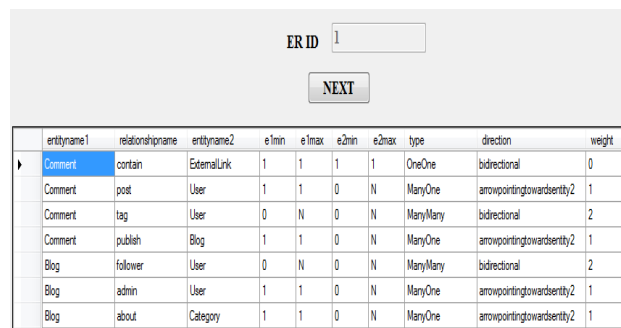 ER ID 1
NEXT
entityname1 relationshipname entityname2 e1min e1max e2min e2max type direction weight
Comment contain ExternalLink 1 1 1 1 OneOne bidirectional 0
Comment post User 1 1 0 N ManyOne arrowpointingtowardsentity2 1
Comment tag User 0 N 0 N ManyMany bidirectional 2
Comment publish Blog 1 1 0 N ManyOne arrowpointingtowardsentity2 1
Blog follower User 0 N 0 N ManyMany bidirectional 2
Blog admin User 1 1 0 N ManyOne arrowpointingtowardsentity2 1
Blog about Category 1 1 0 N ManyOne arrowpointingtowardsentity2 1